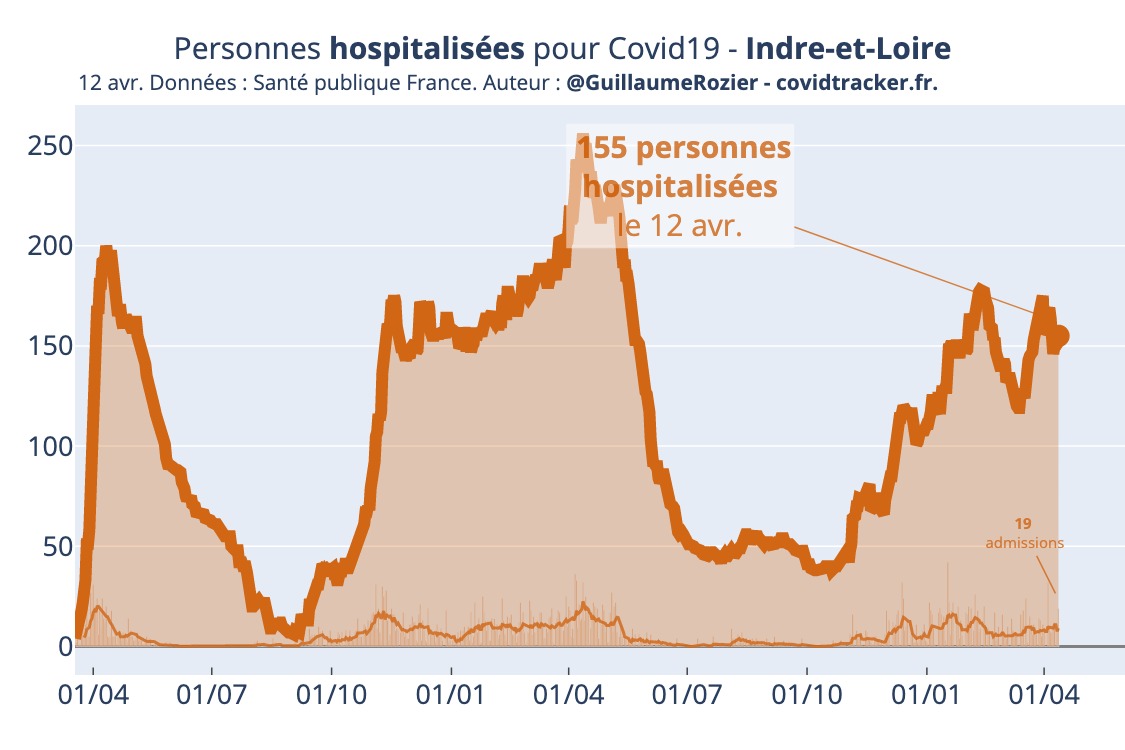 Personnes hospitalisées pour Covid19 - Indre-et-Loire
12 avr. Données : Santé publique France. Auteur : @GuillaumeRozier - covidtracker.fr.
155 personnes
hospitalisées
le 12 avr.
250
200
150
100
50
0
19
admissions
01/04 01/07 01/10 01/01 01/04 01/07 01/10 01/01 01/04